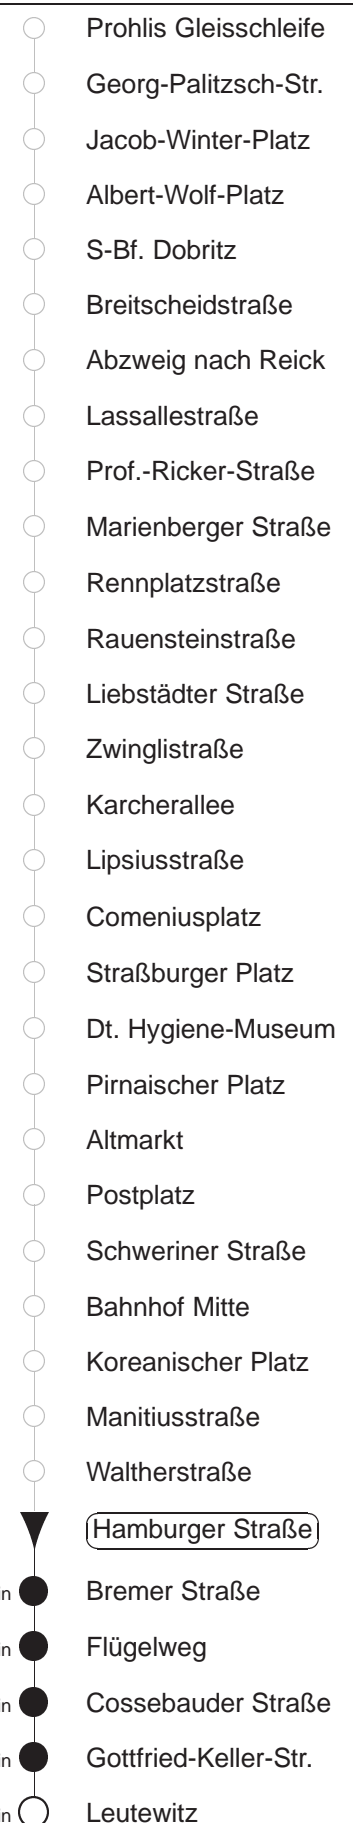 Prohlis Gleisschleife
Georg-Palitzsch-Str.
Jacob-Winter-Platz
Albert-Wolf-Platz
S-Bf. Dobritz
Breitscheidstraße
Abzweig nach Reick
Lassallestraße
Prof.-Ricker-Straße
Marienberger Straße
Rennplatzstraße
Rauensteinstraße
Liebstädter Straße
Zwinglistraße
Karcherallee
Lipsiusstraße
Comeniusplatz
Straßburger Platz
Dt. Hygiene-Museum
Pirnaischer Platz
Altmarkt
Postplatz
Schweriner Straße
Bahnhof Mitte
Koreanischer Platz
Manitiusstraße
Waltherstraße
Hamburger Straße
Bremer Straße
Flügelweg
Cossebauder Straße
Gottfried-Keller-Str.
Leutewitz